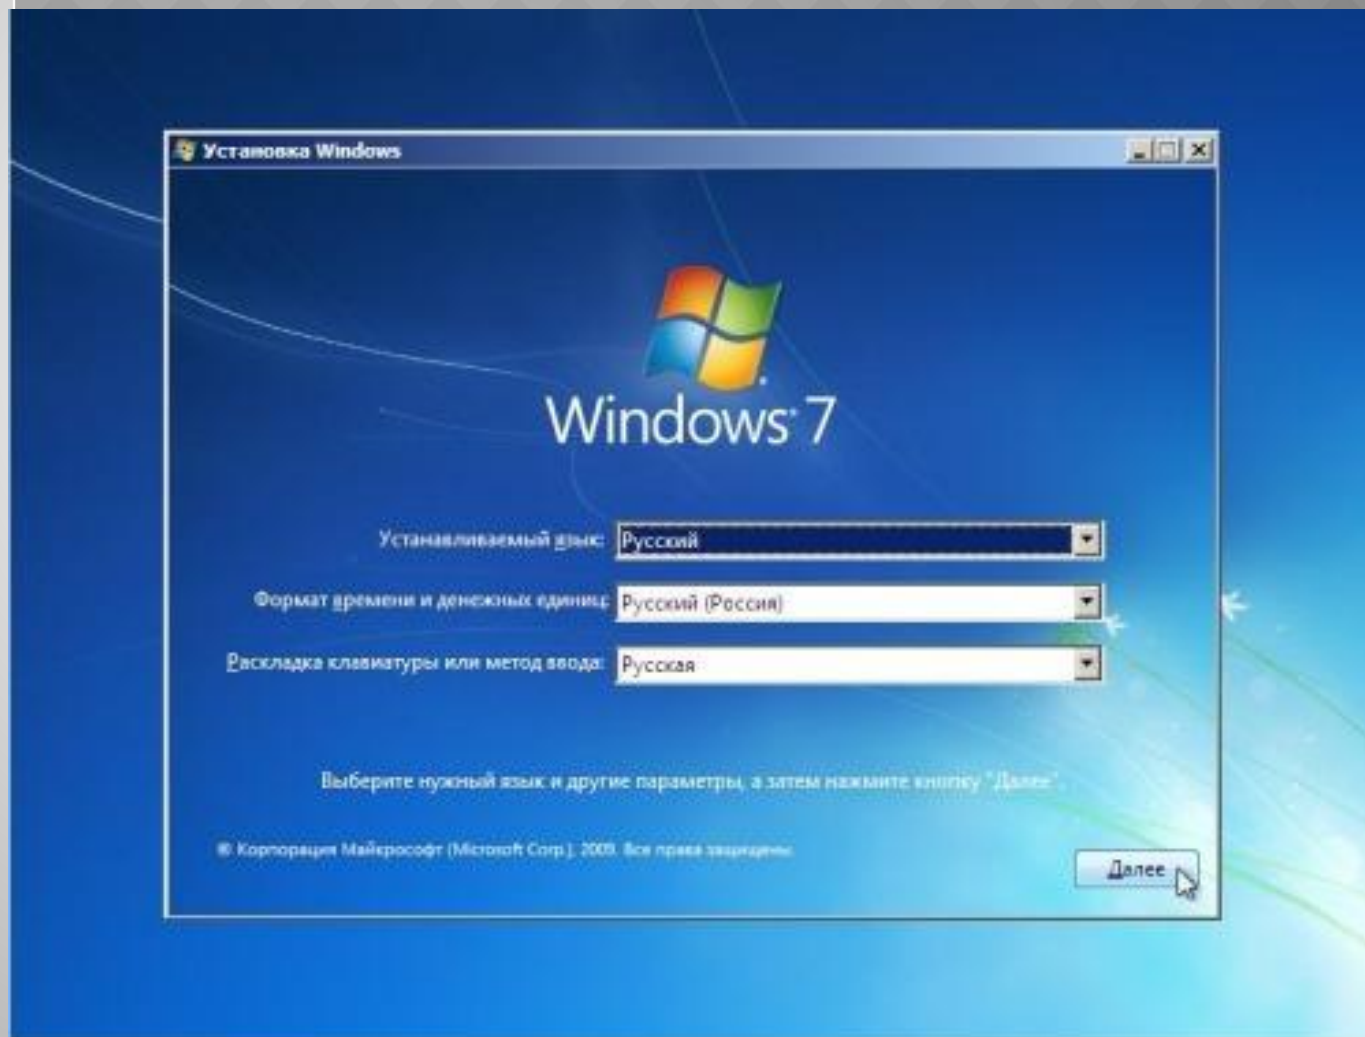 Установка Windows
Windows 7
Устанавливаемый язык: Русский
Формат времени и денежных единиц: Русский (Россия)
Раскладка клавиатуры или метод ввода: Русская
Выберите нужный язык и другие параметры, а затем нажмите кнопку "Далее".
© Корпорация Майкрософт (Microsoft Corp.), 2009. Все права защищены.
Далее